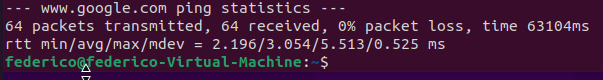 --- www.google.com ping statistics ---
64 packets transmitted, 64 received, 0% packet loss, time 63104ms
rtt min/avg/max/mdev = 2.196/3.054/5.513/0.525 ms
federico@federico-Virtual-Machine:~$